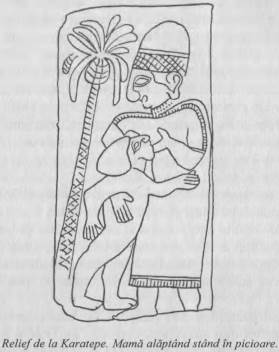 Relief de la Karatepe. Mamă alăptând stând în picioare.